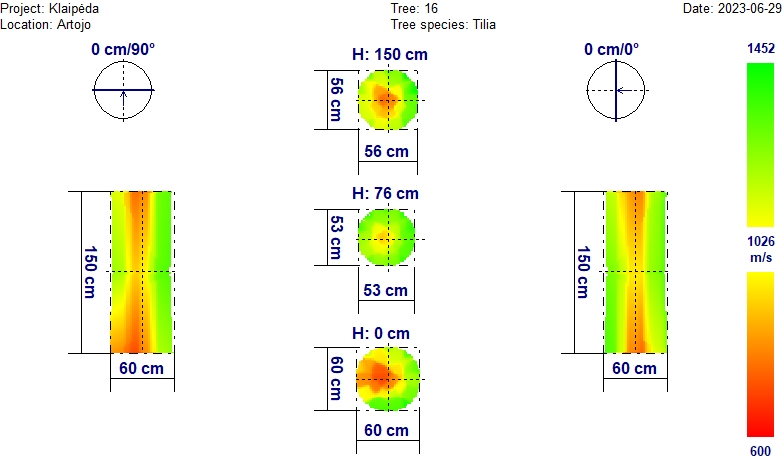 Project: Klaipėda
Tree: 16
Date: 2023-06-29
Location: Artojo
Tree species: Tilia
0 cm/90°
H: 150 cm
0 cm/0°
1452
56 cm
56 cm
H: 76 cm
53 cm
53 cm
150 cm
60 cm
150 cm
60 cm
1026
m/s
H: 0 cm
60 cm
60 cm
600